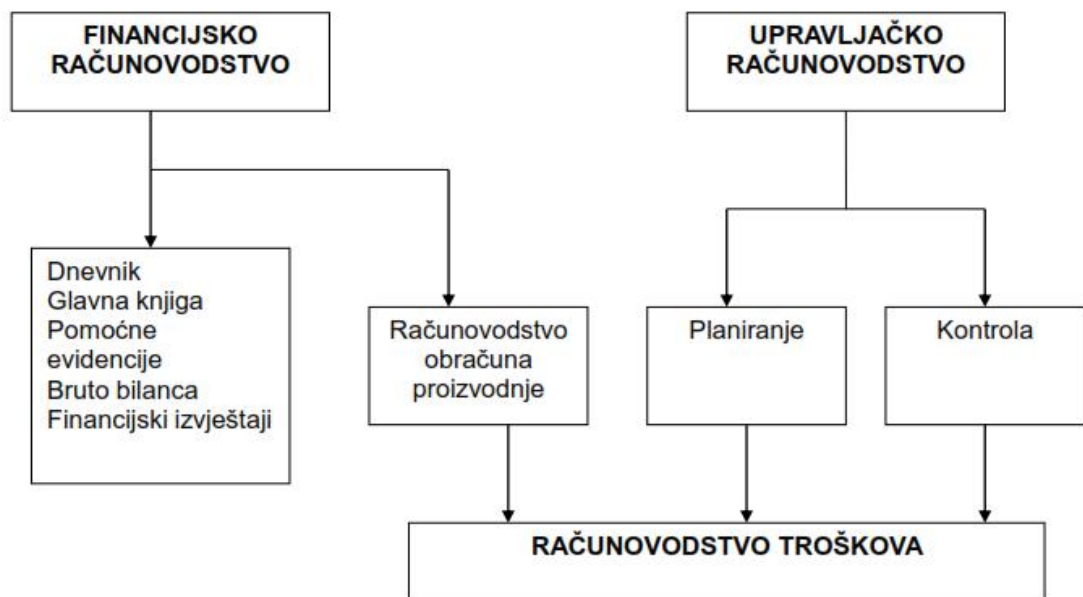 FINANCIJSKO
RAČUNOVODSTVO
UPRAVLJAČKO
RAČUNOVODSTVO
Dnevnik
Glavna knjiga
Pomoćne
evidencije
Bruto bilanca
Financijski izvještaji
Računovodstvo
obračuna
proizvodnje
Planiranje
Kontrola
RAČUNOVODSTVO TROŠKOVA